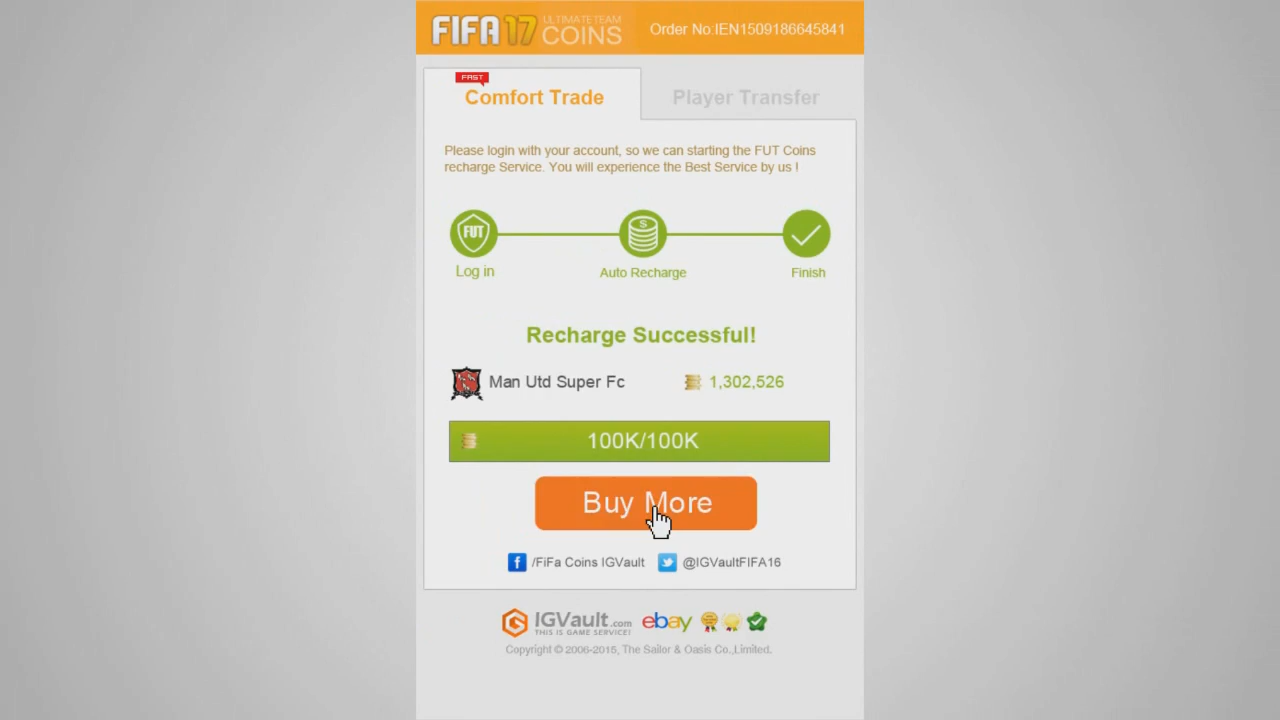 FIFA 17 ULTIMATE TEAM COINS
Order No:IEN1509186645841
FAST
Comfort Trade
Player Transfer
Please login with your account, so we can starting the FUT Coins
recharge Service. You will experience the Best Service by us !
FUT
$
Log in
Auto Recharge
Finish
Recharge Successful!
Man Utd Super Fc
1,302,526
100K/100K
Buy More
f
/FiFa Coins IGVault
@IGVaultFIFA16
IGVault.com
THIS IS GAME SERVICE!
ebay
Copyright © 2006-2015, The Sailor & Oasis Co.,Limited.